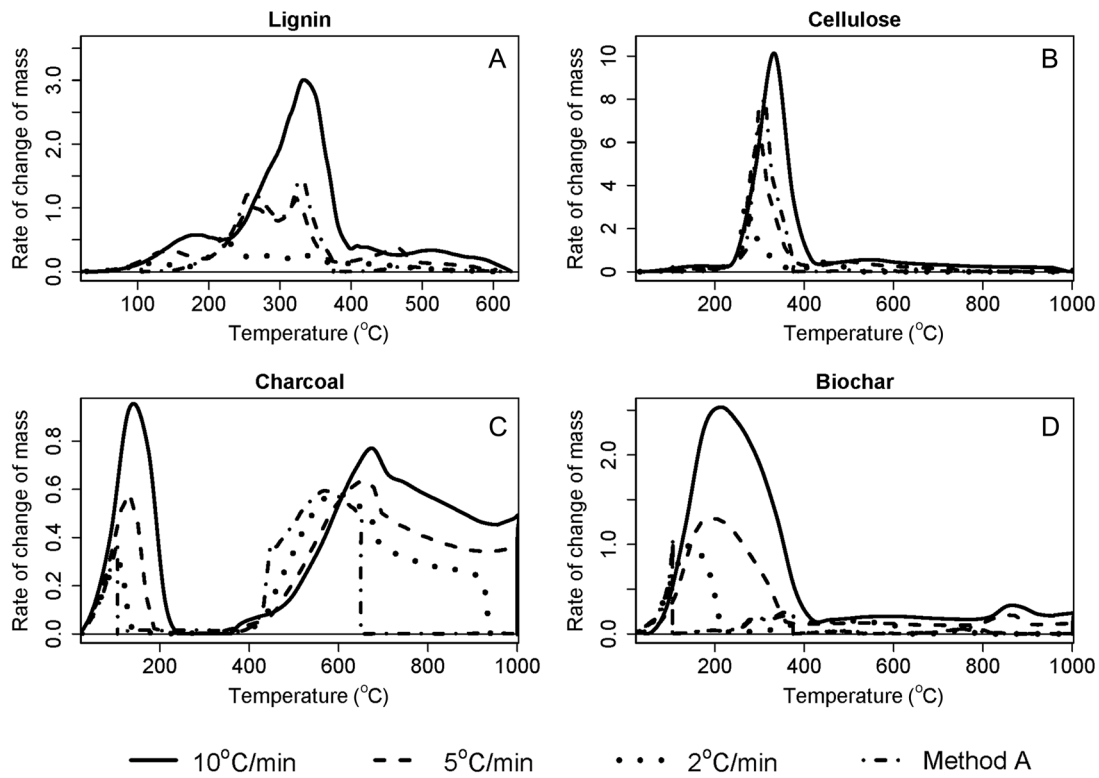 Lignin
A
Rate of change of mass
0.0 1.0 2.0 3.0
100 200 300 400 500 600
Temperature (°C)
Cellulose
B
Rate of change of mass
0 2 4 6 8 10
200 400 600 800 1000
Temperature (°C)
Charcoal
C
Rate of change of mass
0.0 0.2 0.4 0.6 0.8
200 400 600 800 1000
Temperature (°C)
Biochar
D
Rate of change of mass
0.0 1.0 2.0
200 400 600 800 1000
Temperature (°C)
10°C/min 5°C/min 2°C/min Method A